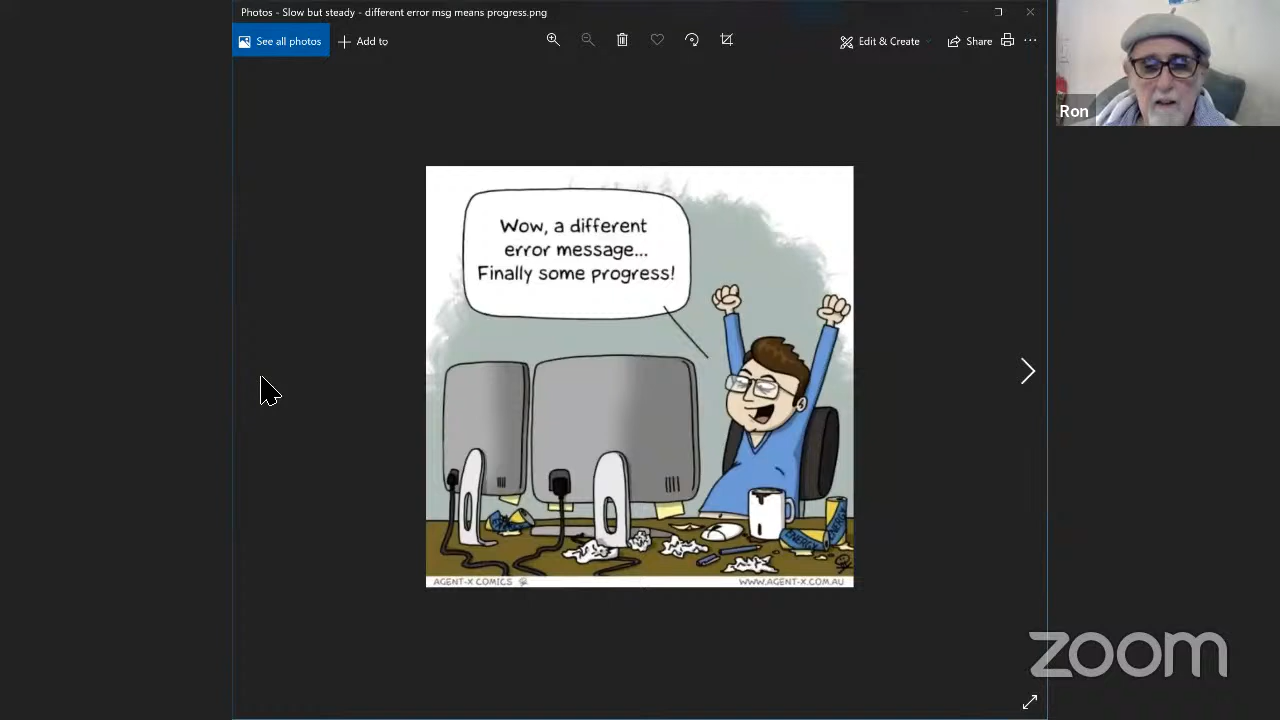 Photos - Slow but steady - different error msg means progress.png
See all photos
Add to
Edit & Create
Share
Ron
Wow, a different
error message...
Finally some progress!
ENERGY
AGENT-X COMICS
WWW.AGENT-X.COM.AU
zoom